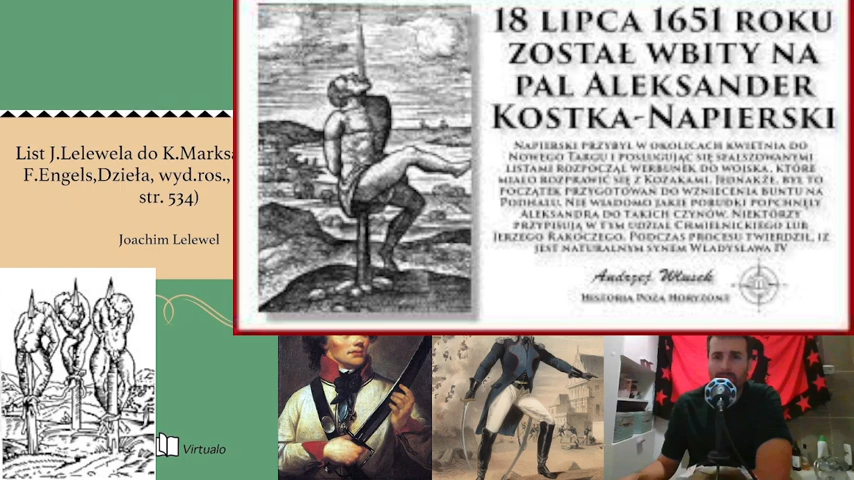 List J.Lelewela do K.Marksa
F.Engels,Dzieła, wyd.ros.,
str. 534)
Joachim Lelewel
Virtualo
18 LIPCA 1651 ROKU
ZOSTAŁ WBITY NA
PAL ALEKSANDER
KOSTKA-NAPIERSKI
NAPIERSKI PRZYBYŁ W OKOLICACH KWIETNIA DO
NOWEGO TARGU I POSŁUGUJĄC SIĘ SFAŁSZOWANYMI
LISTAMI ROZPOCZĄŁ WERBUNEK DO WOJSKA, KTÓRE
MIAŁO ROZPRAWIĆ SIĘ Z KOZAKAMI. JEDNAKŻE, BYŁ TO
POCZĄTEK PRZYGOTOWAŃ DO WZNIECENIA BUNTU NA
PODHALU. NIE WIADOMO JAKIE POBUDKI POPCHNĘŁY
ALEKSANDRA DO TAKICH CZYNÓW. NIEKTÓRZY
PRZYPISUJĄ W TYM UDZIAŁ CHMIELNICKIEGO LUB
JERZEGO RAKOCZEGO. PODCZAS PROCESU TWIERDZIŁ, IŻ
JEST NATURALNYM SYNEM WŁADYSŁAWA IV
Andrzej Włusek
HISTORIA POZA HORYZONT